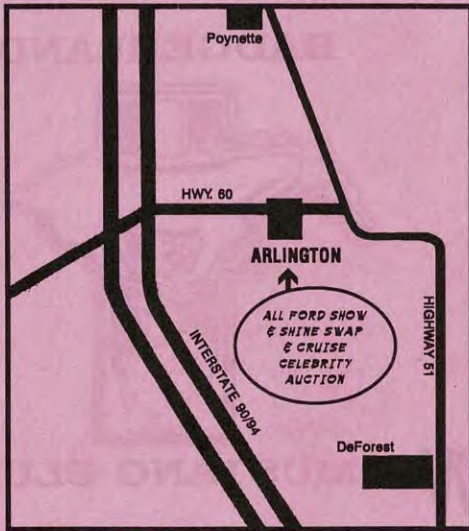 Poynette
HWY. 60
ARLINGTON
ALL FORD SHOW
& SHINE SWAP
& CRUISE
CELEBRITY
AUCTION
INTERSTATE 90/94
HIGHWAY 51
DeForest